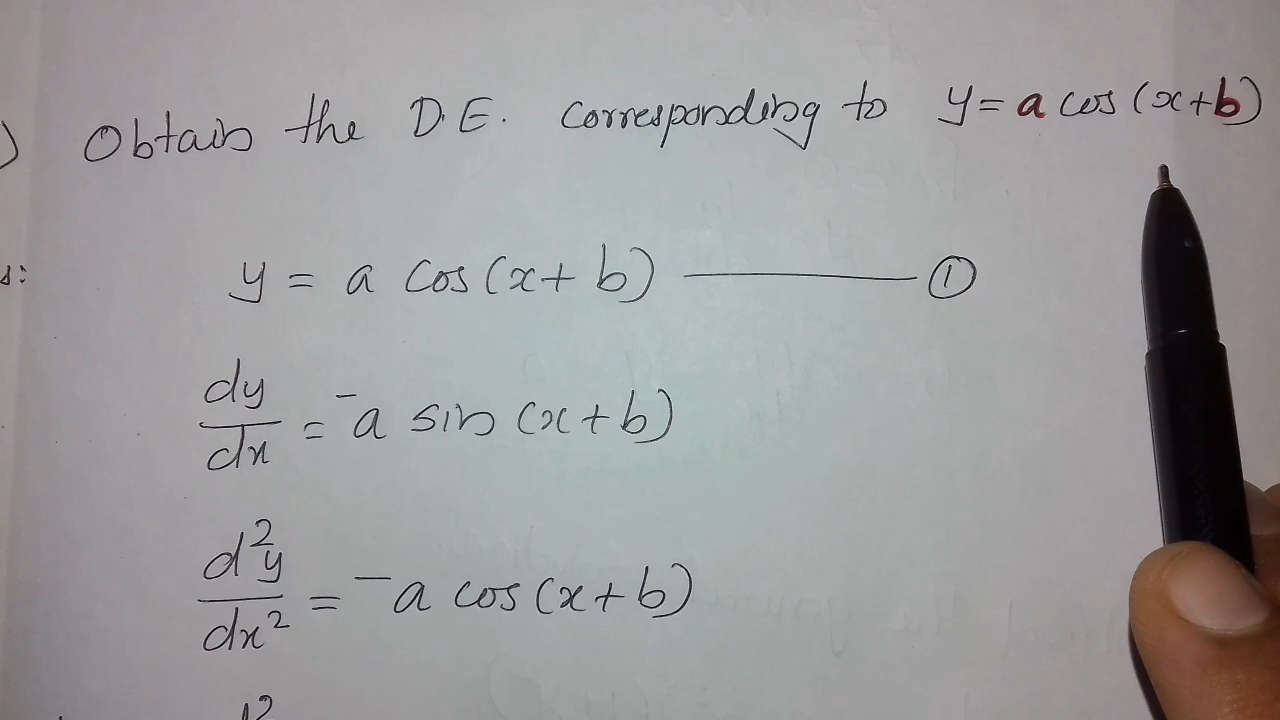 ) Obtain the D.E. corresponding to y = a cos (x+b)
s: y = a cos(x+b) ——— ①
dy/dx = -a sin (x+b)
d²y/dx² = -a cos(x+b)